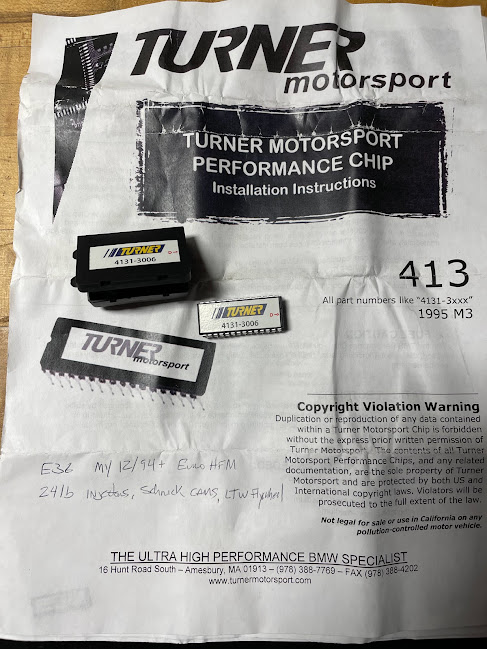 TURNER
motorsport
TURNER MOTORSPORT
PERFORMANCE CHIP
Installation Instructions
TURNER
4131-3006
TURNER
4131-3006
413
All part numbers like "4131-3xxx"
1995 M3
TURNER
motorsport
Copyright Violation Warning
Duplication or reproduction of any data contained
within a Turner Motorsport Chip is forbidden
without the express prior written permission of
Turner Motorsport. The contents of all Turner
Motorsport Performance Chips, and any related
documentation, are the sole property of Turner
Motorsport and are protected by both US and
International copyright laws. Violators will be
prosecuted to the full extent of the law.
Not legal for sale or use in California on any
pollution-controlled motor vehicle.
E36 MY 12/94+ Euro HFM
24lb Injectors, Schrick cams, LTW Flywheel
THE ULTRA HIGH PERFORMANCE BMW SPECIALIST
16 Hunt Road South – Amesbury, MA 01913 – (978) 388-7769 – FAX (978) 388-4202
www.turnermotorsport.com